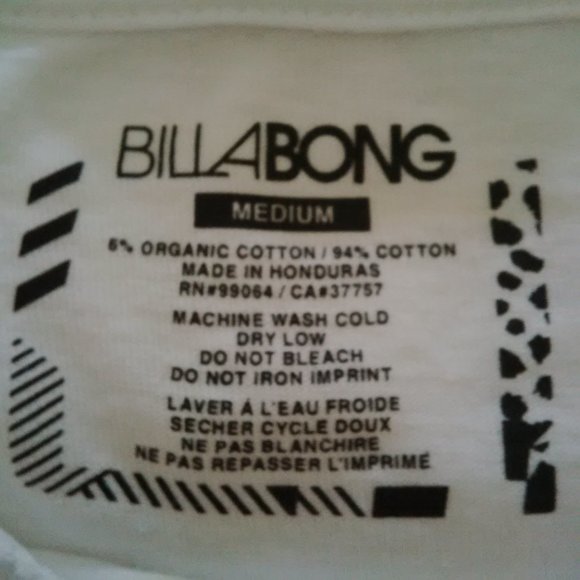 BILLABONG
MEDIUM
6% ORGANIC COTTON / 94% COTTON
MADE IN HONDURAS
RN#99064 / CA#37757
MACHINE WASH COLD
DRY LOW
DO NOT BLEACH
DO NOT IRON IMPRINT
LAVER Á L'EAU FROIDE
SECHER CYCLE DOUX
NE PAS BLANCHIRE
NE PAS REPASSER L'IMPRIMÉ